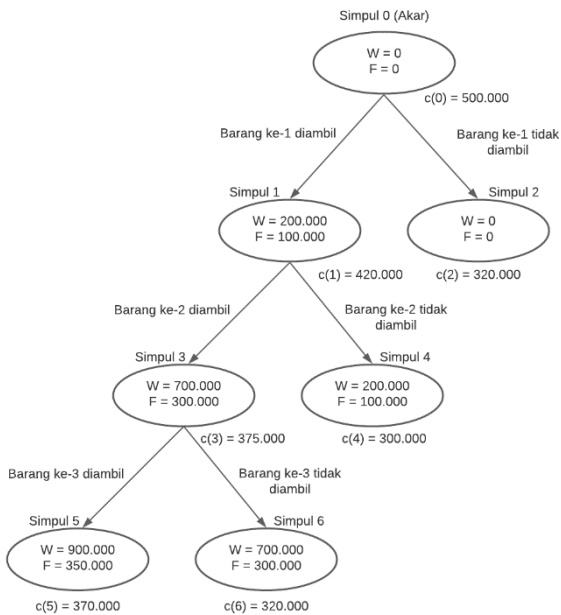 Simpul 0 (Akar)
W = 0
F = 0
c(0) = 500.000
Barang ke-1 diambil
Barang ke-1 tidak
diambil
Simpul 1
Simpul 2
W = 200.000
F = 100.000
W = 0
F = 0
c(1) = 420.000
c(2) = 320.000
Barang ke-2 diambil
Barang ke-2 tidak
diambil
Simpul 3
Simpul 4
W = 700.000
F = 300.000
W = 200.000
F = 100.000
c(3) = 375.000
c(4) = 300.000
Barang ke-3 diambil
Barang ke-3 tidak
diambil
Simpul 5
Simpul 6
W = 900.000
F = 350.000
W = 700.000
F = 300.000
c(5) = 370.000
c(6) = 320.000